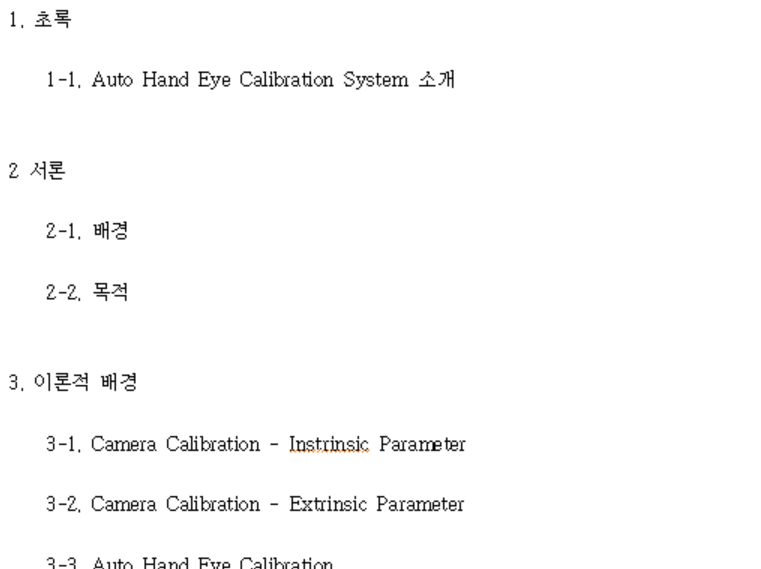 1. 초록
1-1. Auto Hand Eye Calibration System 소개
2 서론
2-1. 배경
2-2. 목적
3. 이론적 배경
3-1. Camera Calibration - Instrinsic Parameter
3-2. Camera Calibration - Extrinsic Parameter
3-3. Auto Hand Eye Calibration